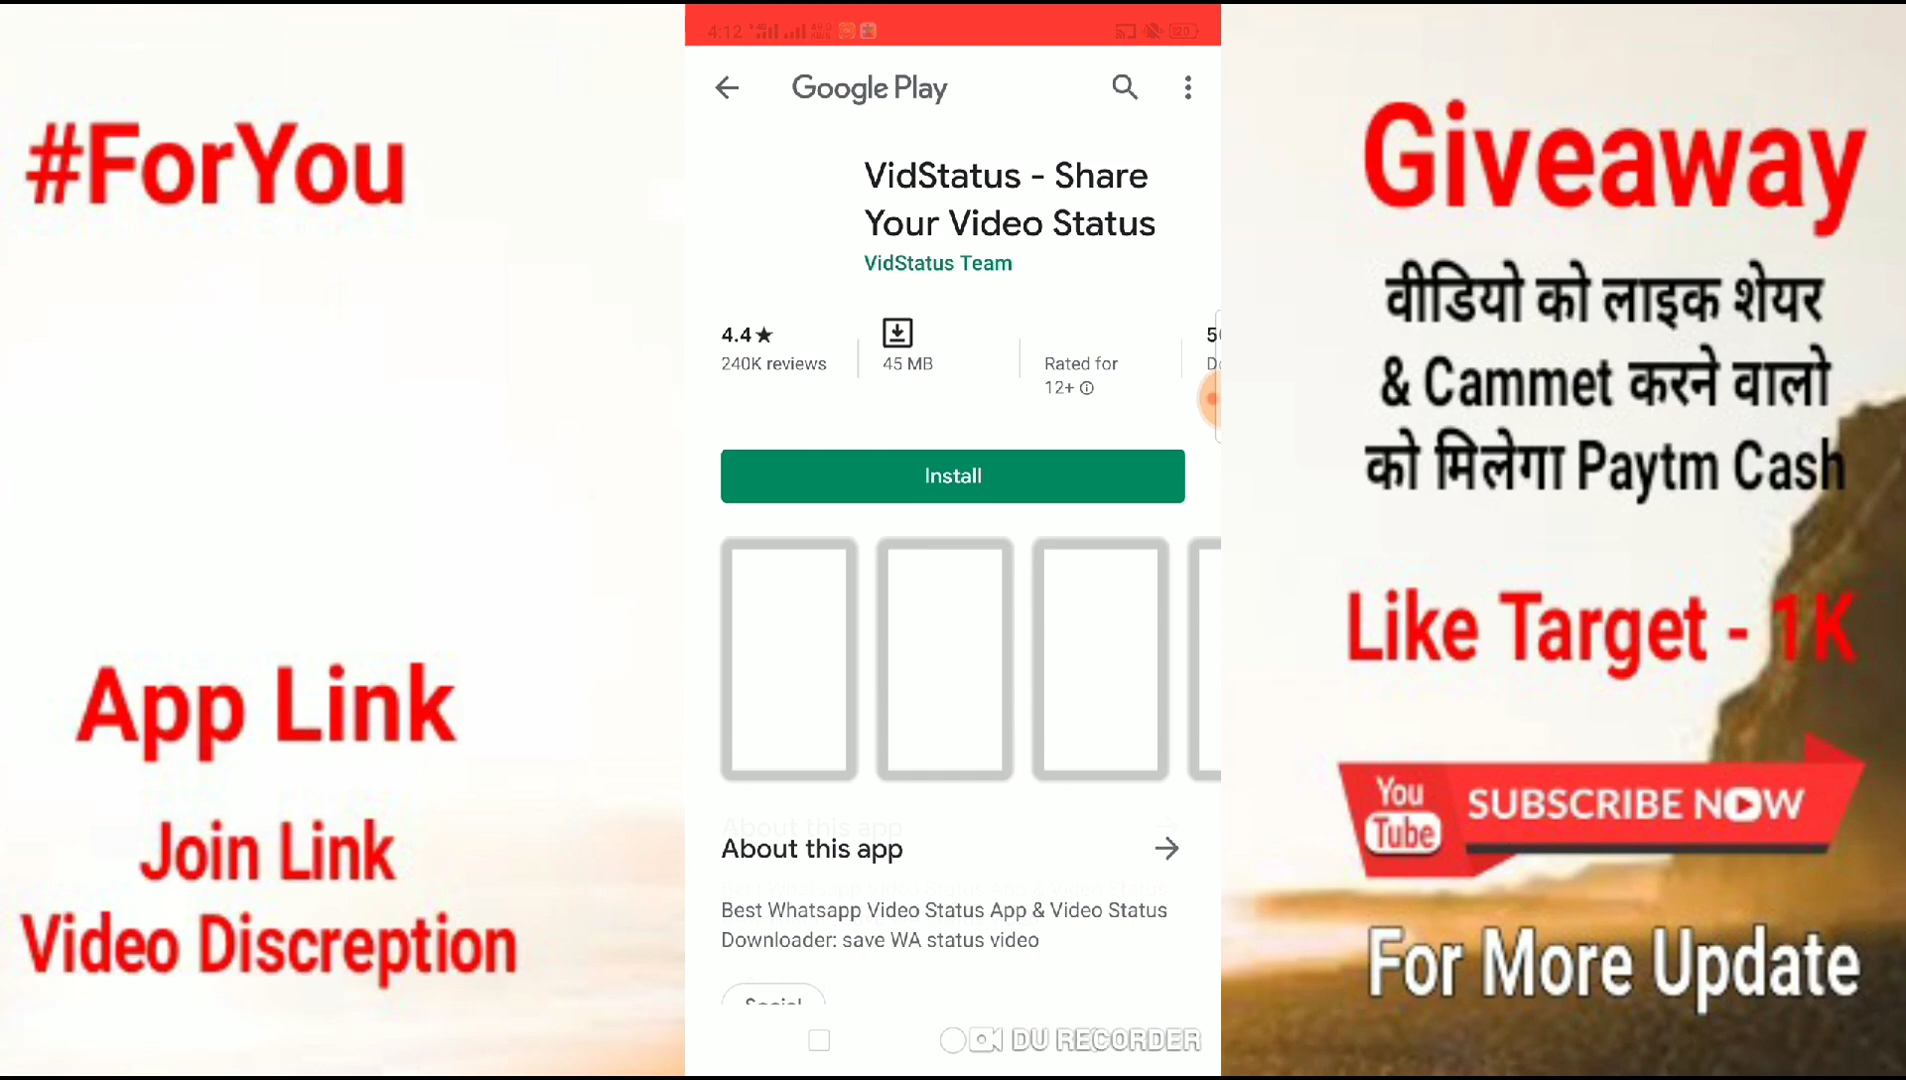 #ForYou
App Link
Join Link
Video Discreption
4:12
Google Play
VidStatus - Share
Your Video Status
VidStatus Team
4.4★
240K reviews
45 MB
Rated for
12+
Install
About this app
Best Whatsapp Video Status App & Video Status
Downloader: save WA status video
Social
DU RECORDER
Giveaway
वीडियो को लाइक शेयर
& Cammet करने वालो
को मिलेगा Paytm Cash
Like Target - 1K
You
Tube
SUBSCRIBE NOW
For More Update